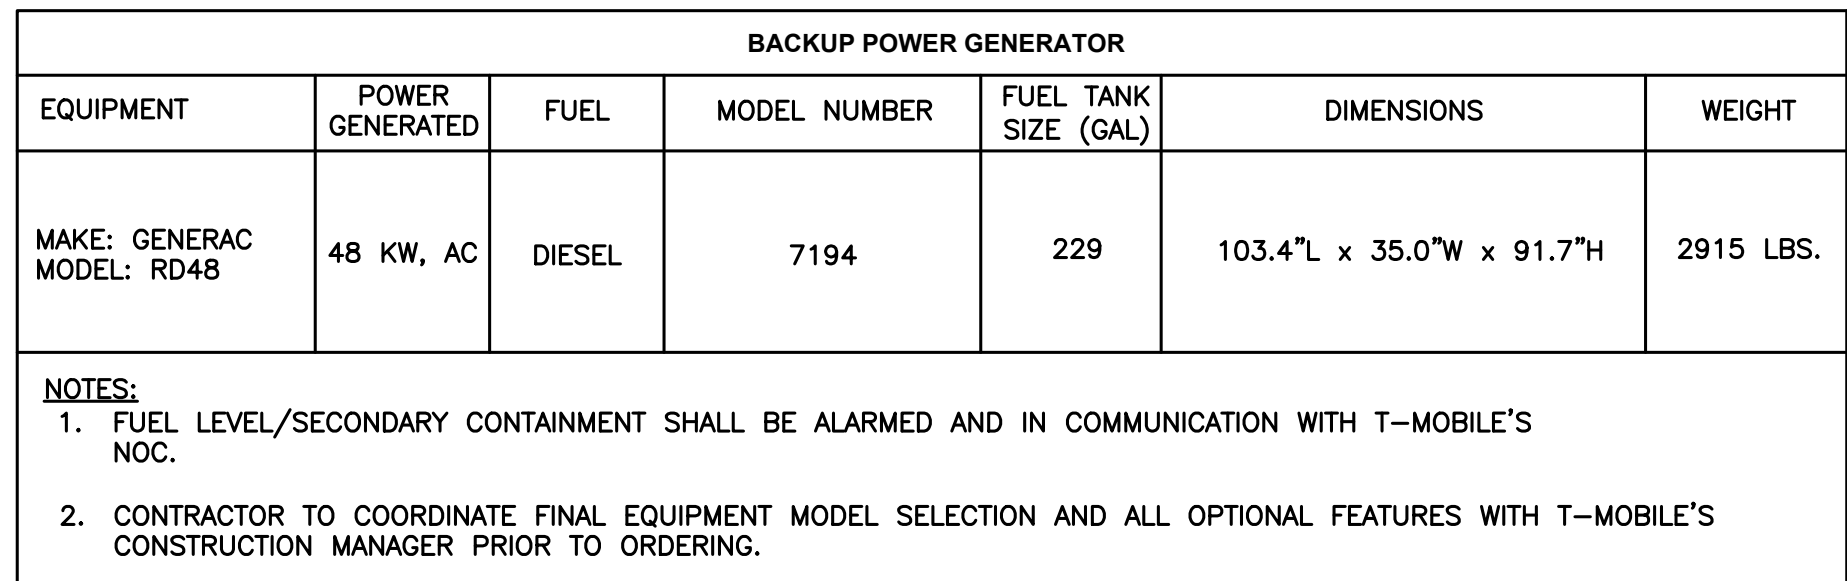 BACKUP POWER GENERATOR
EQUIPMENT
POWER
GENERATED
FUEL
MODEL NUMBER
FUEL TANK
SIZE (GAL)
DIMENSIONS
WEIGHT
MAKE: GENERAC
MODEL: RD48
48 KW, AC
DIESEL
7194
229
103.4”L x 35.0”W x 91.7”H
2915 LBS.
NOTES:
1. FUEL LEVEL/SECONDARY CONTAINMENT SHALL BE ALARMED AND IN COMMUNICATION WITH T–MOBILE’S
NOC.
2. CONTRACTOR TO COORDINATE FINAL EQUIPMENT MODEL SELECTION AND ALL OPTIONAL FEATURES WITH T–MOBILE’S
CONSTRUCTION MANAGER PRIOR TO ORDERING.